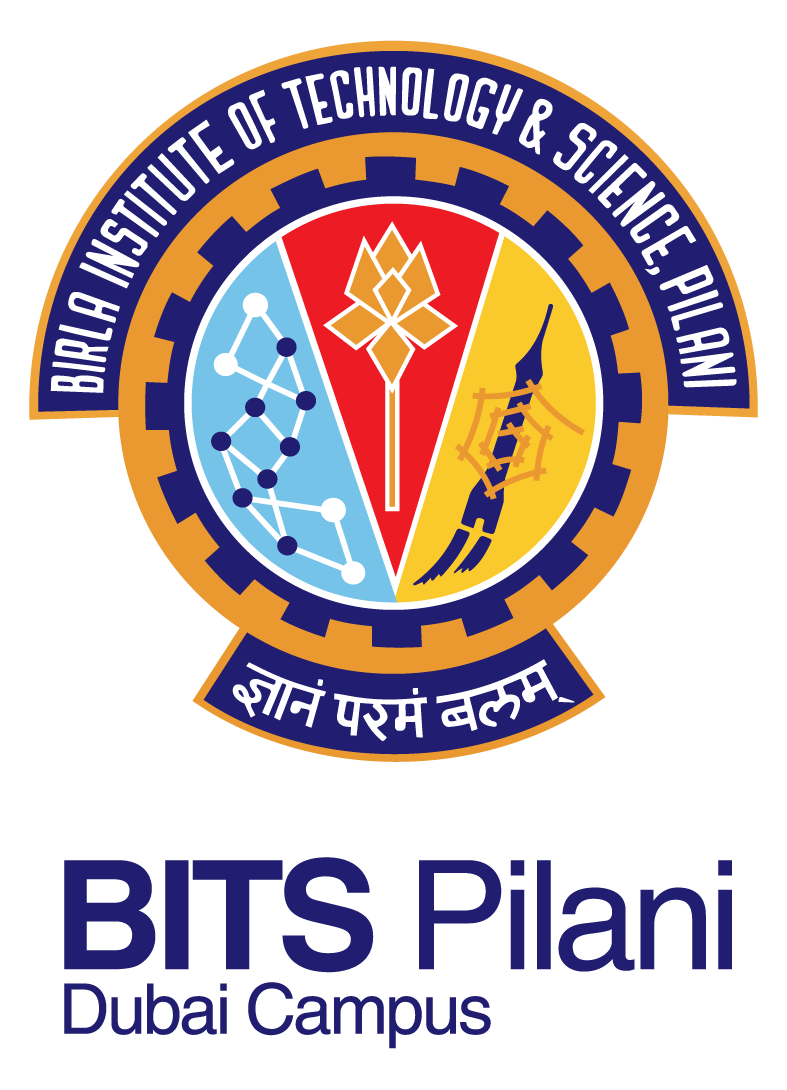 BIRLA INSTITUTE OF TECHNOLOGY & SCIENCE, PILANI
ज्ञानं परमं बलम्
BITS Pilani
Dubai Campus